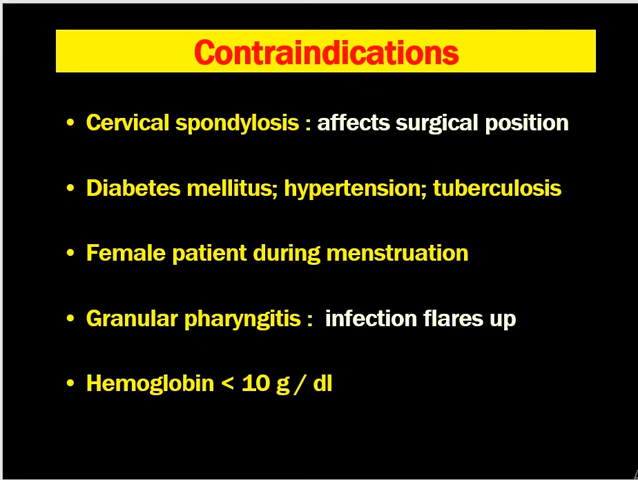 Contraindications
• Cervical spondylosis : affects surgical position
• Diabetes mellitus; hypertension; tuberculosis
• Female patient during menstruation
• Granular pharyngitis : infection flares up
• Hemoglobin < 10 g / dl